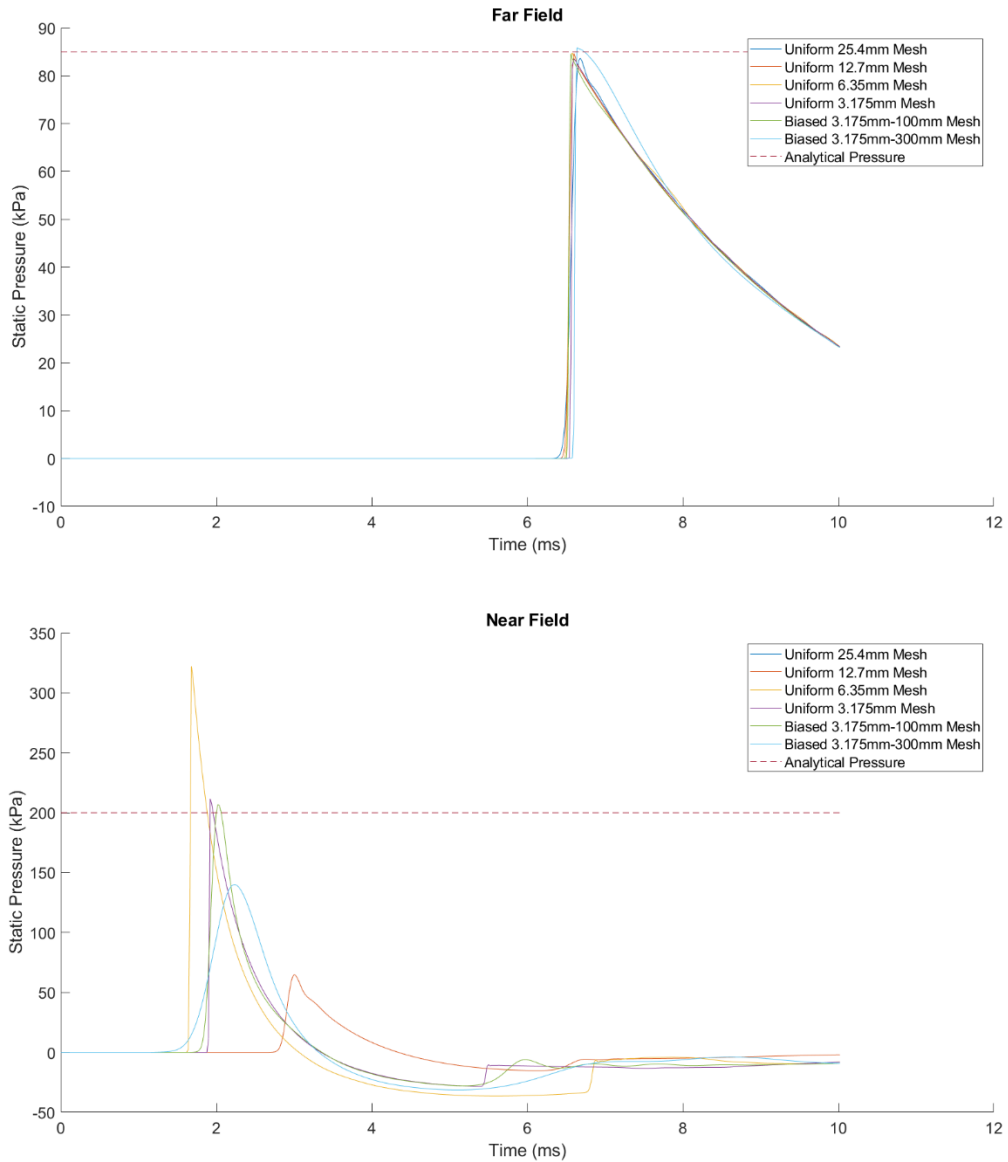 Far Field
90
80
70
60
50
40
30
20
10
0
-10
Static Pressure (kPa)
Uniform 25.4mm Mesh
Uniform 12.7mm Mesh
Uniform 6.35mm Mesh
Uniform 3.175mm Mesh
Biased 3.175mm-100mm Mesh
Biased 3.175mm-300mm Mesh
Analytical Pressure
0 2 4 6 8 10 12
Time (ms)
Near Field
350
300
250
200
150
100
50
0
-50
Static Pressure (kPa)
Uniform 25.4mm Mesh
Uniform 12.7mm Mesh
Uniform 6.35mm Mesh
Uniform 3.175mm Mesh
Biased 3.175mm-100mm Mesh
Biased 3.175mm-300mm Mesh
Analytical Pressure
0 2 4 6 8 10 12
Time (ms)